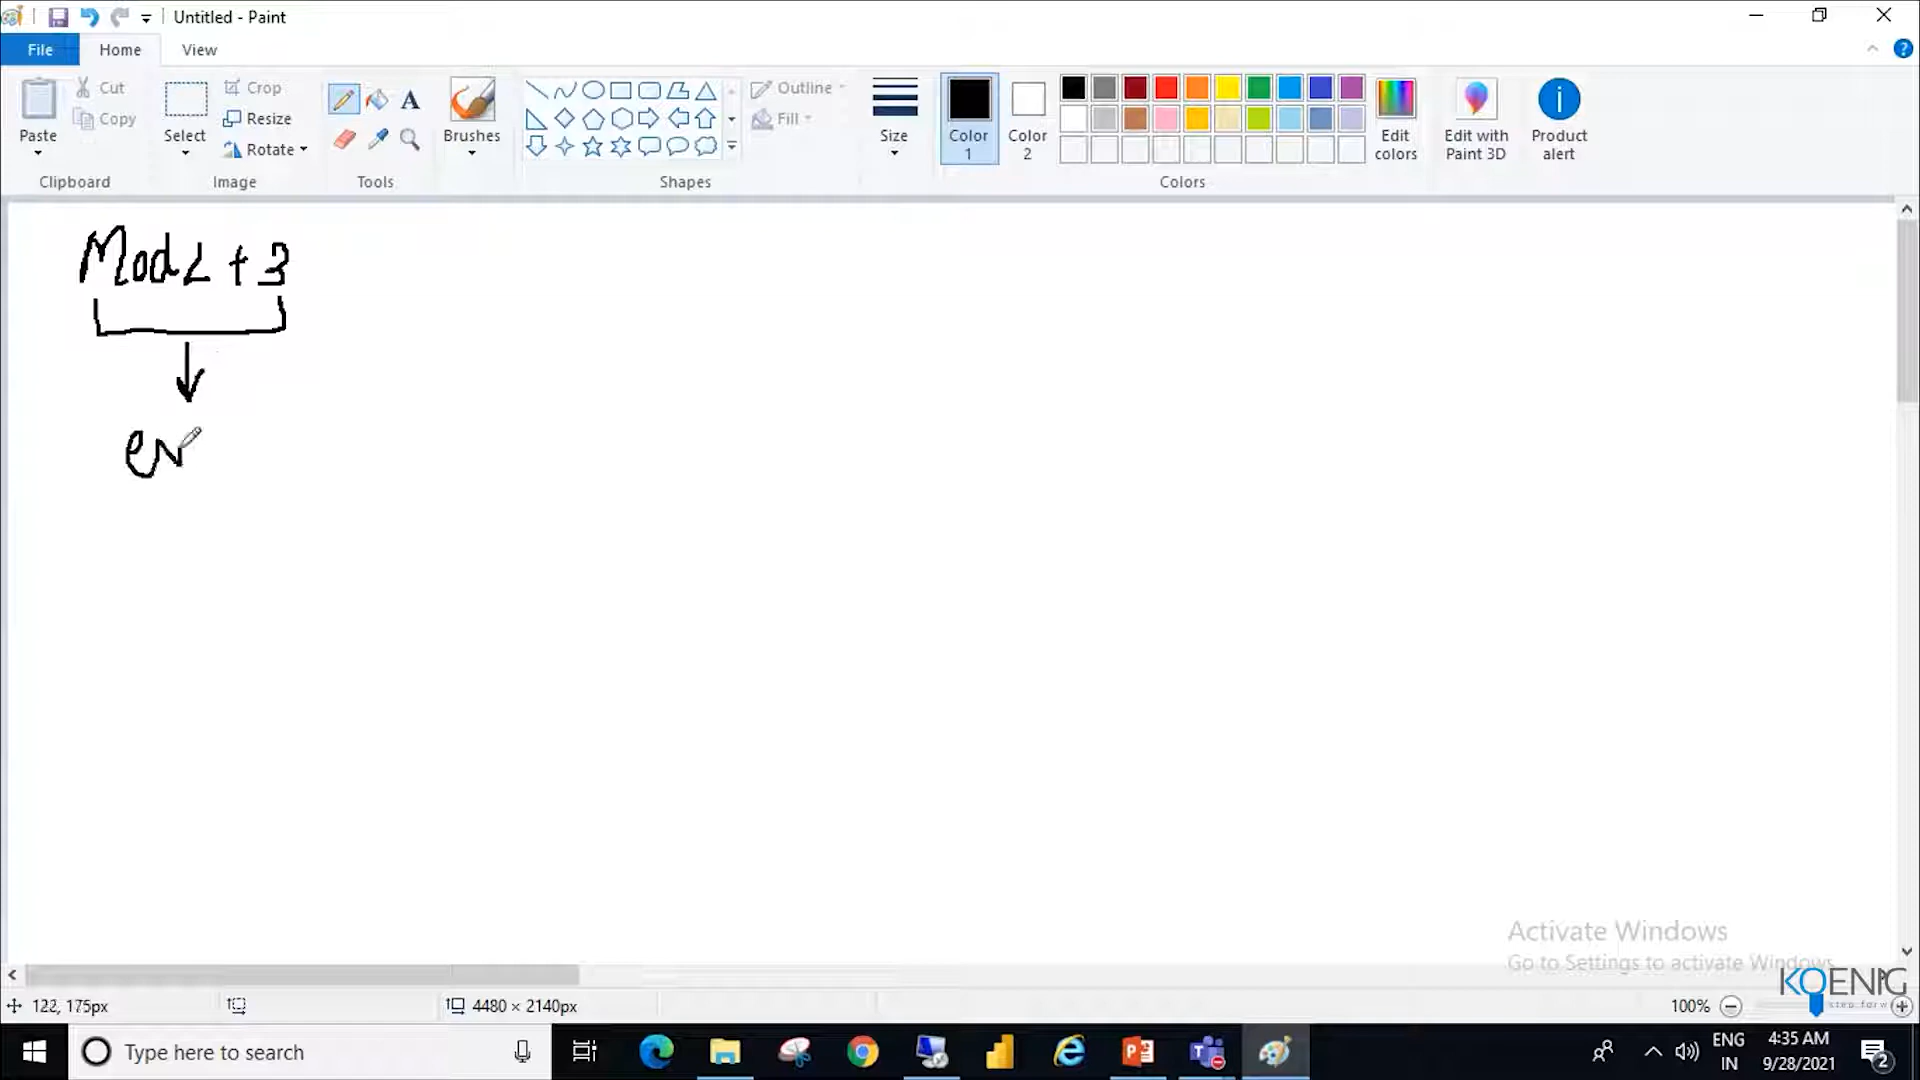 Untitled - Paint
File Home View
Paste
Cut
Copy
Clipboard
Select
Crop
Resize
Rotate
Image
Tools
A
Brushes
Shapes
Outline
Fill
Size
Color 1
Color 2
Edit colors
Edit with Paint 3D
Product alert
Colors
Mod 2 + 3
Activate Windows
Go to Settings to activate Windows.
KOENIG
step forward
122, 175px
4480 × 2140px
100%
Type here to search
ENG
IN
4:35 AM
9/28/2021
2